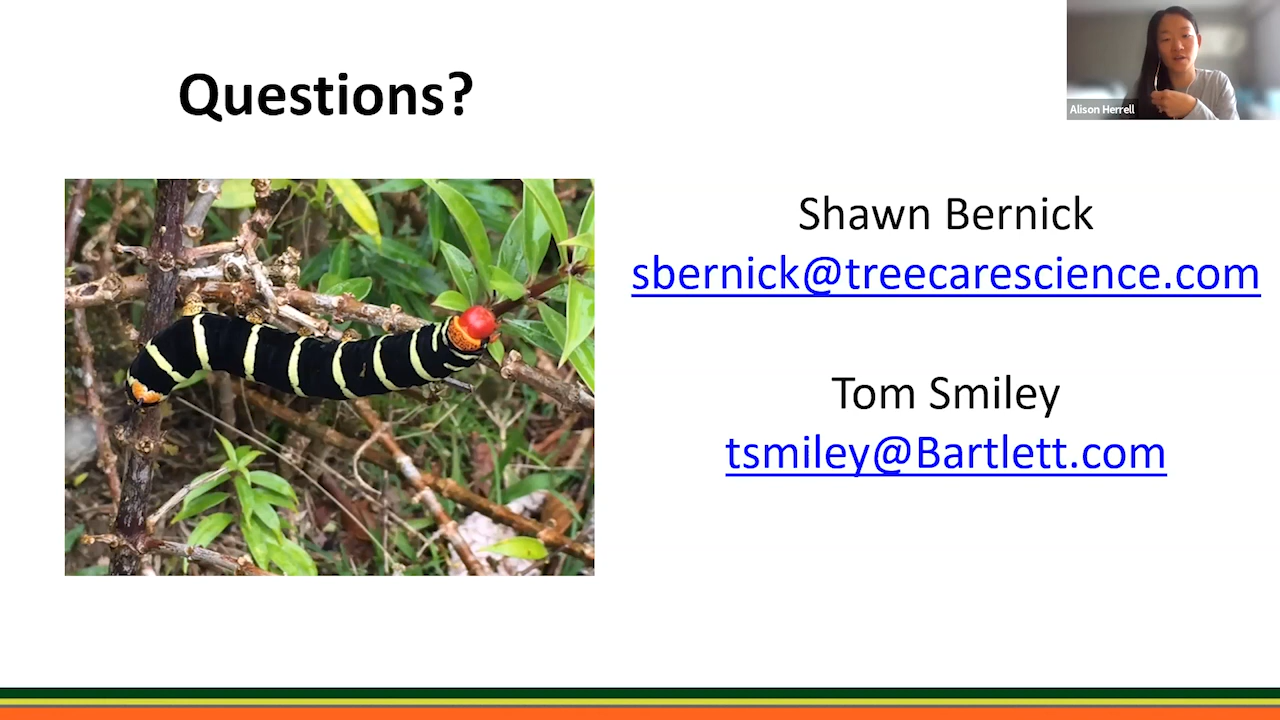 Questions?
Alison Herrell
Shawn Bernick
sbernick@treecarescience.com
Tom Smiley
tsmiley@Bartlett.com